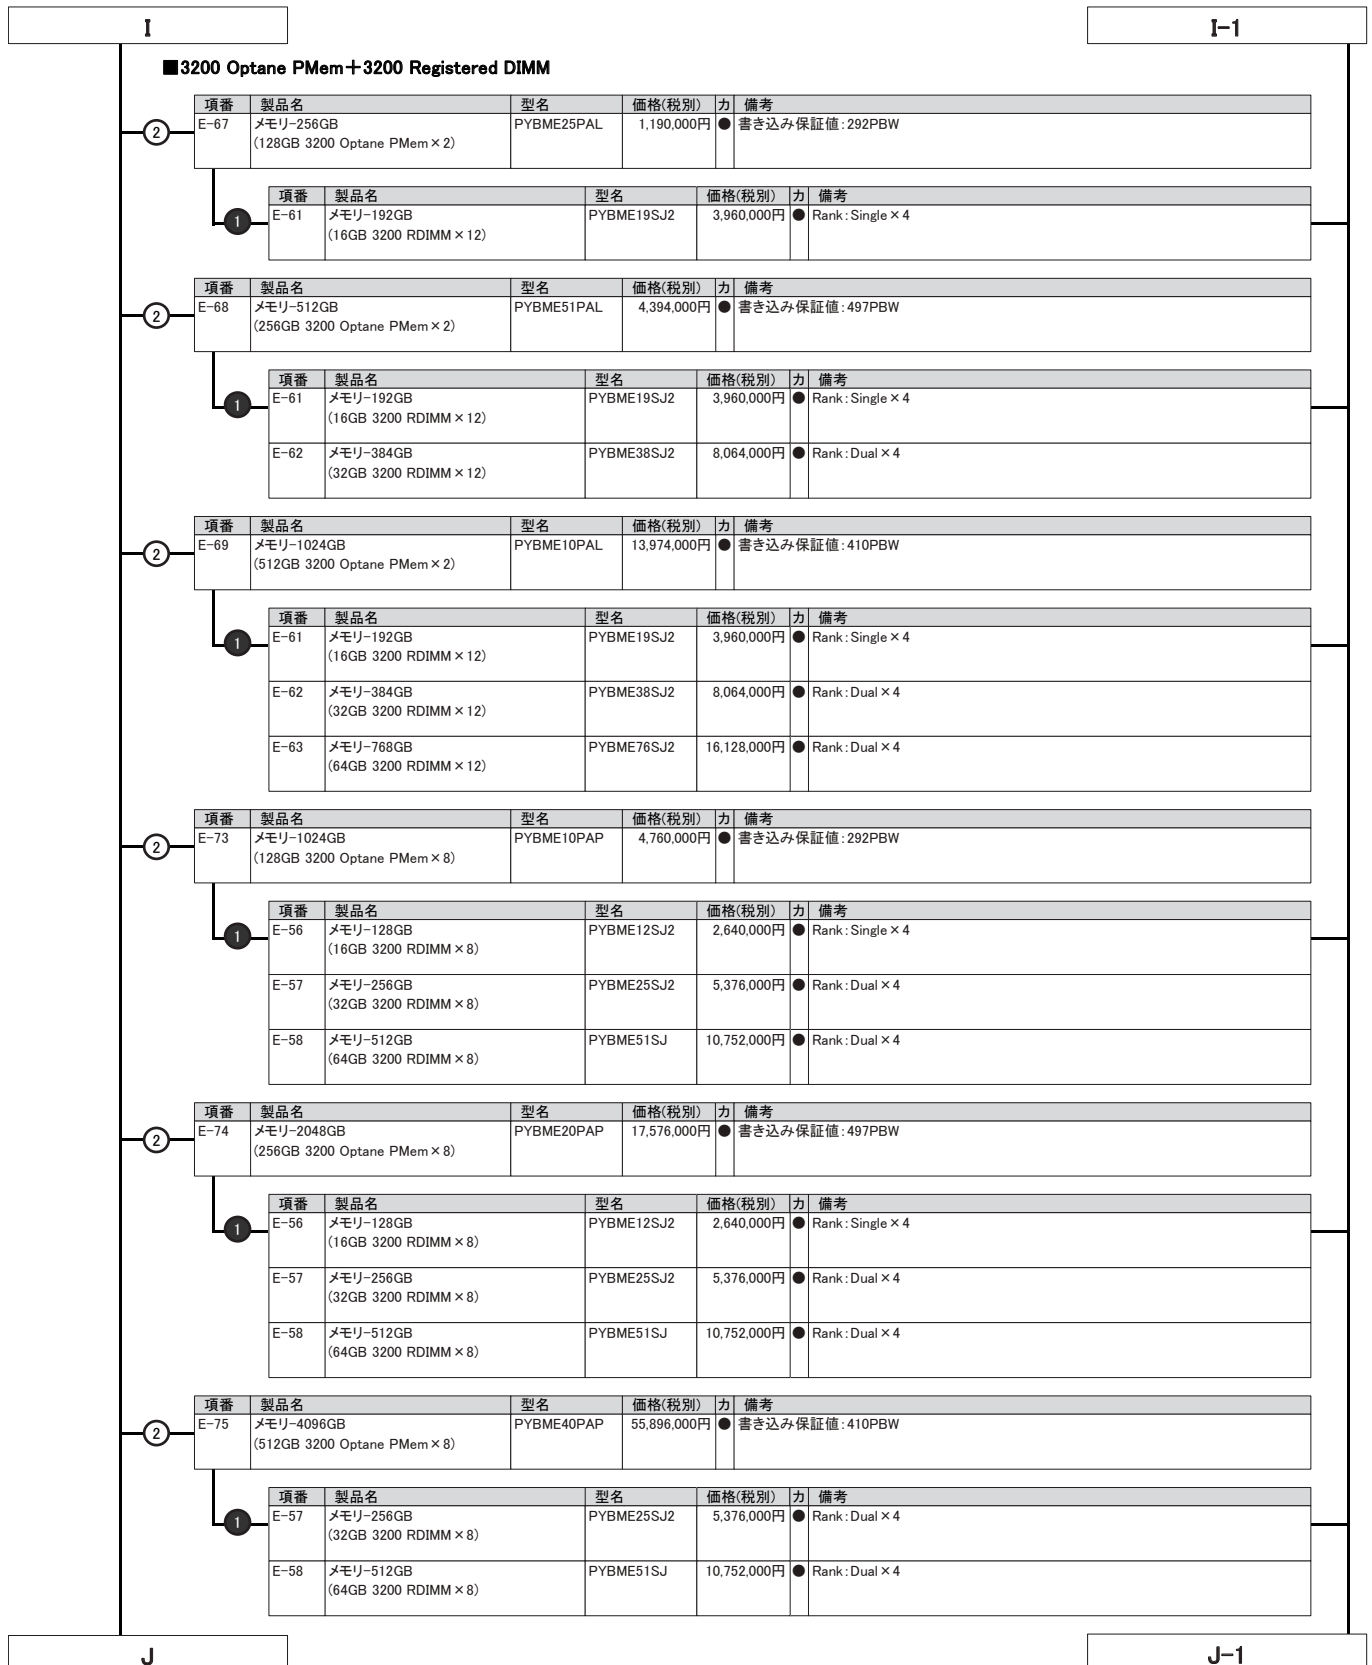 I
I-1
■3200 Optane PMem＋3200 Registered DIMM
項番 製品名 型名 価格(税別) カ 備考
2 E-67 メモリ-256GB PYBME25PAL 1,190,000円 ● 書き込み保証値:292PBW
(128GB 3200 Optane PMem×2)
項番 製品名 型名 価格(税別) カ 備考
1 E-61 メモリ-192GB PYBME19SJ2 3,960,000円 ● Rank:Single×4
(16GB 3200 RDIMM×12)
項番 製品名 型名 価格(税別) カ 備考
2 E-68 メモリ-512GB PYBME51PAL 4,394,000円 ● 書き込み保証値:497PBW
(256GB 3200 Optane PMem×2)
項番 製品名 型名 価格(税別) カ 備考
1 E-61 メモリ-192GB PYBME19SJ2 3,960,000円 ● Rank:Single×4
(16GB 3200 RDIMM×12)
E-62 メモリ-384GB PYBME38SJ2 8,064,000円 ● Rank:Dual×4
(32GB 3200 RDIMM×12)
項番 製品名 型名 価格(税別) カ 備考
2 E-69 メモリ-1024GB PYBME10PAL 13,974,000円 ● 書き込み保証値:410PBW
(512GB 3200 Optane PMem×2)
項番 製品名 型名 価格(税別) カ 備考
1 E-61 メモリ-192GB PYBME19SJ2 3,960,000円 ● Rank:Single×4
(16GB 3200 RDIMM×12)
E-62 メモリ-384GB PYBME38SJ2 8,064,000円 ● Rank:Dual×4
(32GB 3200 RDIMM×12)
E-63 メモリ-768GB PYBME76SJ2 16,128,000円 ● Rank:Dual×4
(64GB 3200 RDIMM×12)
項番 製品名 型名 価格(税別) カ 備考
2 E-73 メモリ-1024GB PYBME10PAP 4,760,000円 ● 書き込み保証値:292PBW
(128GB 3200 Optane PMem×8)
項番 製品名 型名 価格(税別) カ 備考
1 E-56 メモリ-128GB PYBME12SJ2 2,640,000円 ● Rank:Single×4
(16GB 3200 RDIMM×8)
E-57 メモリ-256GB PYBME25SJ2 5,376,000円 ● Rank:Dual×4
(32GB 3200 RDIMM×8)
E-58 メモリ-512GB PYBME51SJ 10,752,000円 ● Rank:Dual×4
(64GB 3200 RDIMM×8)
項番 製品名 型名 価格(税別) カ 備考
2 E-74 メモリ-2048GB PYBME20PAP 17,576,000円 ● 書き込み保証値:497PBW
(256GB 3200 Optane PMem×8)
項番 製品名 型名 価格(税別) カ 備考
1 E-56 メモリ-128GB PYBME12SJ2 2,640,000円 ● Rank:Single×4
(16GB 3200 RDIMM×8)
E-57 メモリ-256GB PYBME25SJ2 5,376,000円 ● Rank:Dual×4
(32GB 3200 RDIMM×8)
E-58 メモリ-512GB PYBME51SJ 10,752,000円 ● Rank:Dual×4
(64GB 3200 RDIMM×8)
項番 製品名 型名 価格(税別) カ 備考
2 E-75 メモリ-4096GB PYBME40PAP 55,896,000円 ● 書き込み保証値:410PBW
(512GB 3200 Optane PMem×8)
項番 製品名 型名 価格(税別) カ 備考
1 E-57 メモリ-256GB PYBME25SJ2 5,376,000円 ● Rank:Dual×4
(32GB 3200 RDIMM×8)
E-58 メモリ-512GB PYBME51SJ 10,752,000円 ● Rank:Dual×4
(64GB 3200 RDIMM×8)
J
J-1